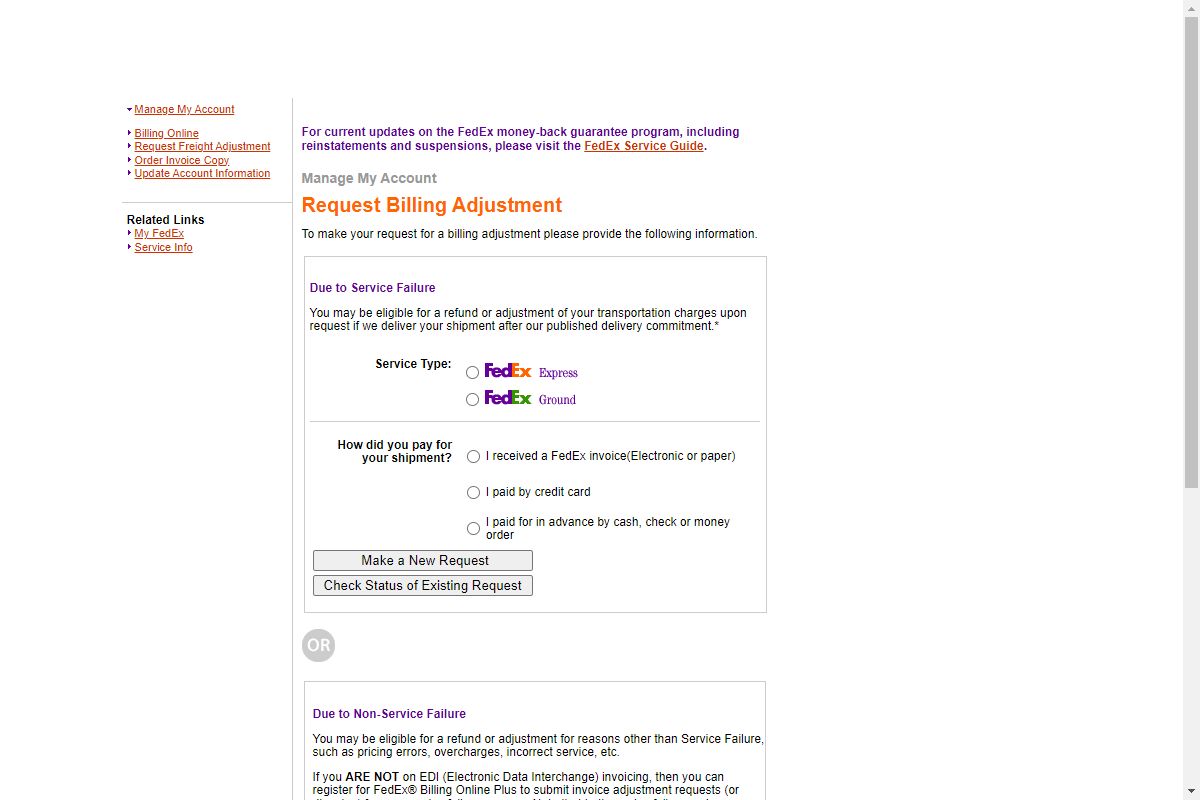 Manage My Account
Billing Online
Request Freight Adjustment
Order Invoice Copy
Update Account Information
Related Links
My FedEx
Service Info
For current updates on the FedEx money-back guarantee program, including
reinstatements and suspensions, please visit the FedEx Service Guide.
Manage My Account
Request Billing Adjustment
To make your request for a billing adjustment please provide the following information.
Due to Service Failure
You may be eligible for a refund or adjustment of your transportation charges upon
request if we deliver your shipment after our published delivery commitment.*
Service Type:
FedEx Express
FedEx Ground
How did you pay for
your shipment?
I received a FedEx invoice(Electronic or paper)
I paid by credit card
I paid for in advance by cash, check or money
order
Make a New Request
Check Status of Existing Request
OR
Due to Non-Service Failure
You may be eligible for a refund or adjustment for reasons other than Service Failure,
such as pricing errors, overcharges, incorrect service, etc.
If you ARE NOT on EDI (Electronic Data Interchange) invoicing, then you can
register for FedEx® Billing Online Plus to submit invoice adjustment requests (or